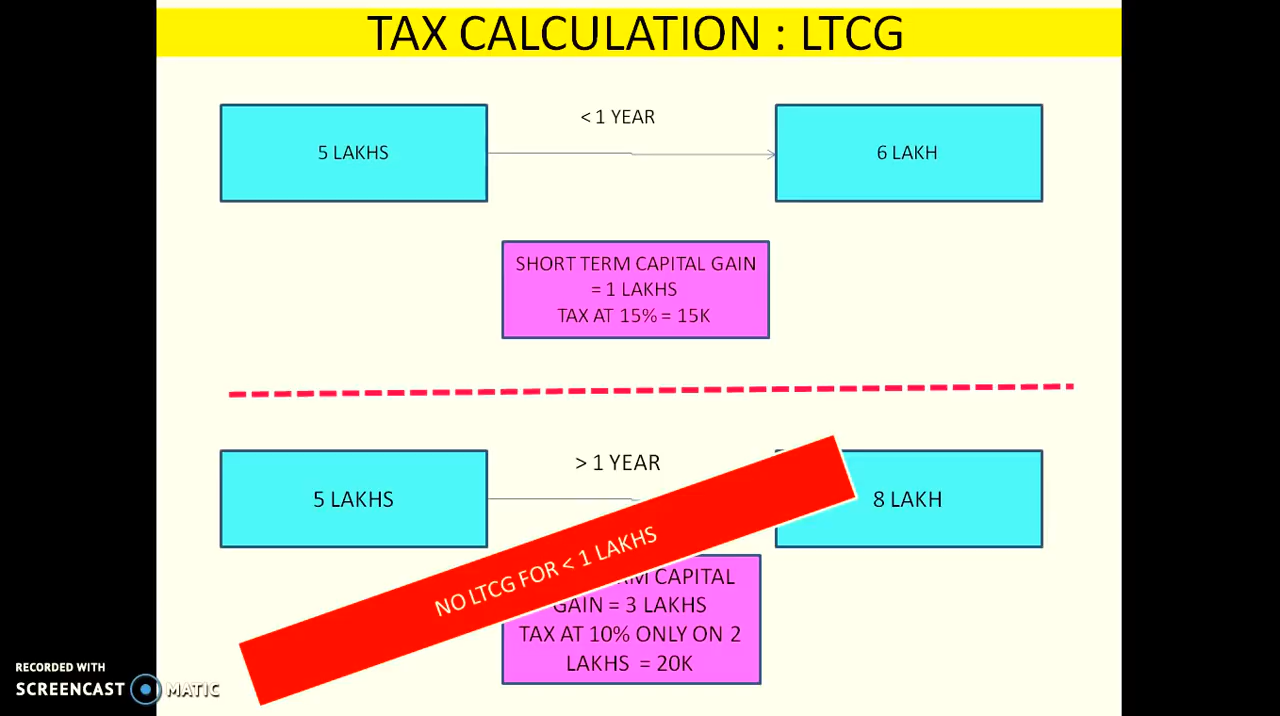 TAX CALCULATION : LTCG
< 1 YEAR
5 LAKHS
6 LAKH
SHORT TERM CAPITAL GAIN
= 1 LAKHS
TAX AT 15% = 15K
> 1 YEAR
5 LAKHS
8 LAKH
NO LTCG FOR < 1 LAKHS
CAPITAL
GAIN = 3 LAKHS
TAX AT 10% ONLY ON 2
LAKHS = 20K
RECORDED WITH
SCREENCAST MATIC